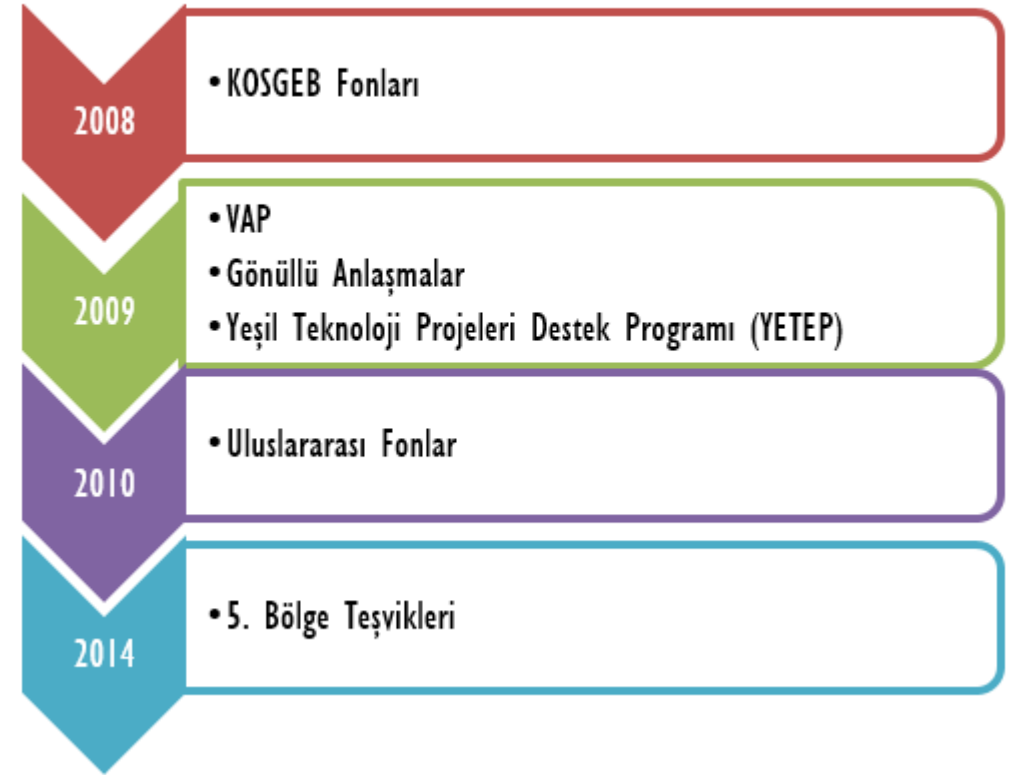 2008
• KOSGEB Fonları
2009
• VAP
• Gönüllü Anlaşmalar
• Yeşil Teknoloji Projeleri Destek Programı (YETEP)
2010
• Uluslararası Fonlar
2014
• 5. Bölge Teşvikleri